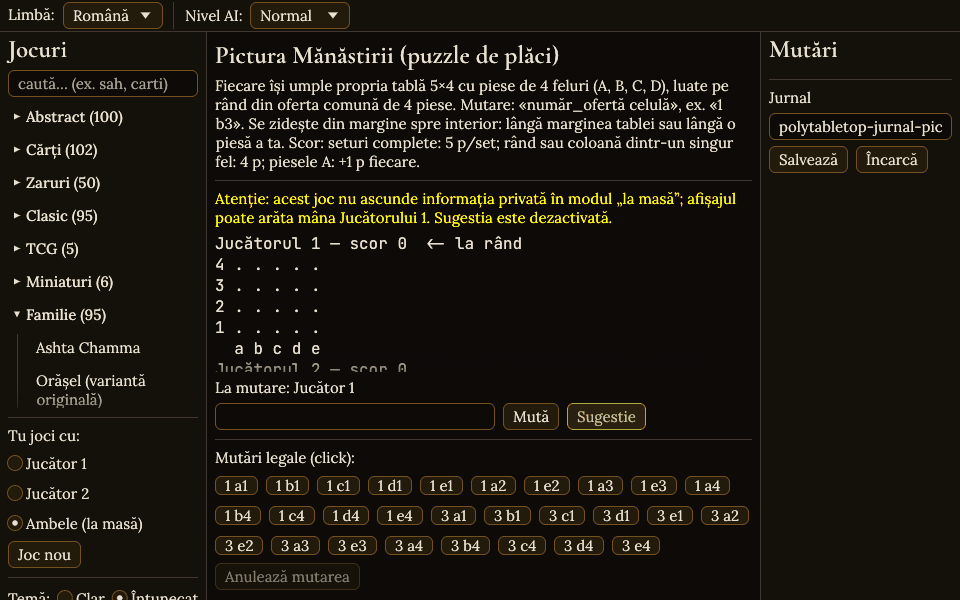 Limbă: Română ▼ Nivel AI: Normal ▼
Jocuri
caută... (ex. sah, carti)
▸ Abstract (100)
▸ Cărți (102)
▸ Zaruri (50)
▸ Clasic (95)
▸ TCG (5)
▸ Miniaturi (6)
▾ Familie (95)
Ashta Chamma
Orășel (variantă
originală)
Tu joci cu:
Jucător 1
Jucător 2
Ambele (la masă)
Joc nou
Temă: Clar Întunecat
Pictura Mănăstirii (puzzle de plăci)
Fiecare își umple propria tablă 5×4 cu piese de 4 feluri (A, B, C, D), luate pe
rând din oferta comună de 4 piese. Mutare: «număr_ofertă celulă», ex. «1
b3». Se zidește din margine spre interior: lângă marginea tablei sau lângă o
piesă a ta. Scor: seturi complete: 5 p/set; rând sau coloană dintr-un singur
fel: 4 p; piesele A: +1 p fiecare.
Atenție: acest joc nu ascunde informația privată în modul „la masă”; afișajul
poate arăta mâna Jucătorului 1. Sugestia este dezactivată.
Jucătorul 1 — scor 0 ← la rând
4 . . . . .
3 . . . . .
2 . . . . .
1 . . . . .
a b c d e
Jucătorul 2 — scor 0
La mutare: Jucător 1
Mută Sugestie
Mutări legale (click):
1 a1 1 b1 1 c1 1 d1 1 e1 1 a2 1 e2 1 a3 1 e3 1 a4
1 b4 1 c4 1 d4 1 e4 3 a1 3 b1 3 c1 3 d1 3 e1 3 a2
3 e2 3 a3 3 e3 3 a4 3 b4 3 c4 3 d4 3 e4
Anulează mutarea
Mutări
Jurnal
polytabletop-jurnal-pic
Salvează Încarcă